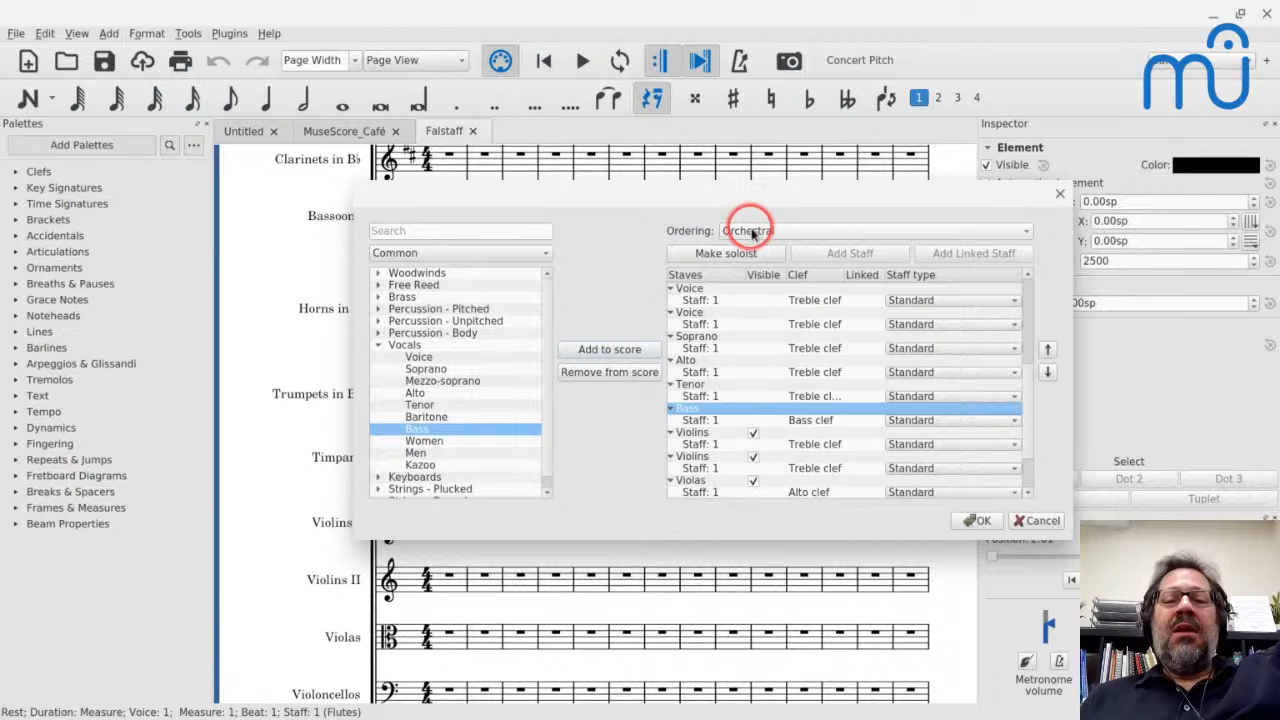 File Edit View Add Format Tools Plugins Help
Page Width Page View Concert Pitch
1 2 3 4
Palettes
Untitled MuseScore_Café Falstaff
Inspector
Add Palettes
Clefs
Key Signatures
Time Signatures
Brackets
Accidentals
Articulations
Ornaments
Breaths & Pauses
Grace Notes
Noteheads
Lines
Barlines
Arpeggios & Glissandi
Tremolos
Text
Tempo
Dynamics
Fingering
Repeats & Jumps
Fretboard Diagrams
Breaks & Spacers
Frames & Measures
Beam Properties
Clarinets in B♭
Bassoon
Horns in
Trumpets in B
Timpan
Violins
Violins II
Violas
Violoncellos
Search
Common
Woodwinds
Free Reed
Brass
Percussion - Pitched
Percussion - Unpitched
Percussion - Body
Vocals
Voice
Soprano
Mezzo-soprano
Alto
Tenor
Baritone
Bass
Women
Men
Kazoo
Keyboards
Strings - Plucked
Add to score
Remove from score
Ordering: Orchestral
Make soloist Add Staff Add Linked Staff
Staves Visible Clef Linked Staff type
Voice
Staff: 1 Treble clef Standard
Voice
Staff: 1 Treble clef Standard
Soprano
Staff: 1 Treble clef Standard
Alto
Staff: 1 Treble clef Standard
Tenor
Staff: 1 Treble cl... Standard
Bass
Staff: 1 Bass clef Standard
Violins
Staff: 1 Treble clef Standard
Violins
Staff: 1 Treble clef Standard
Violas
Staff: 1 Alto clef Standard
OK Cancel
Element
Visible Color:
0.00sp
X: 0.00sp
Y: 0.00sp
2500
00sp
Select
Dot 2 Dot 3
Tuplet
Metronome
volume
Rest; Duration: Measure; Voice: 1; Measure: 1; Beat: 1; Staff: 1 (Flutes)